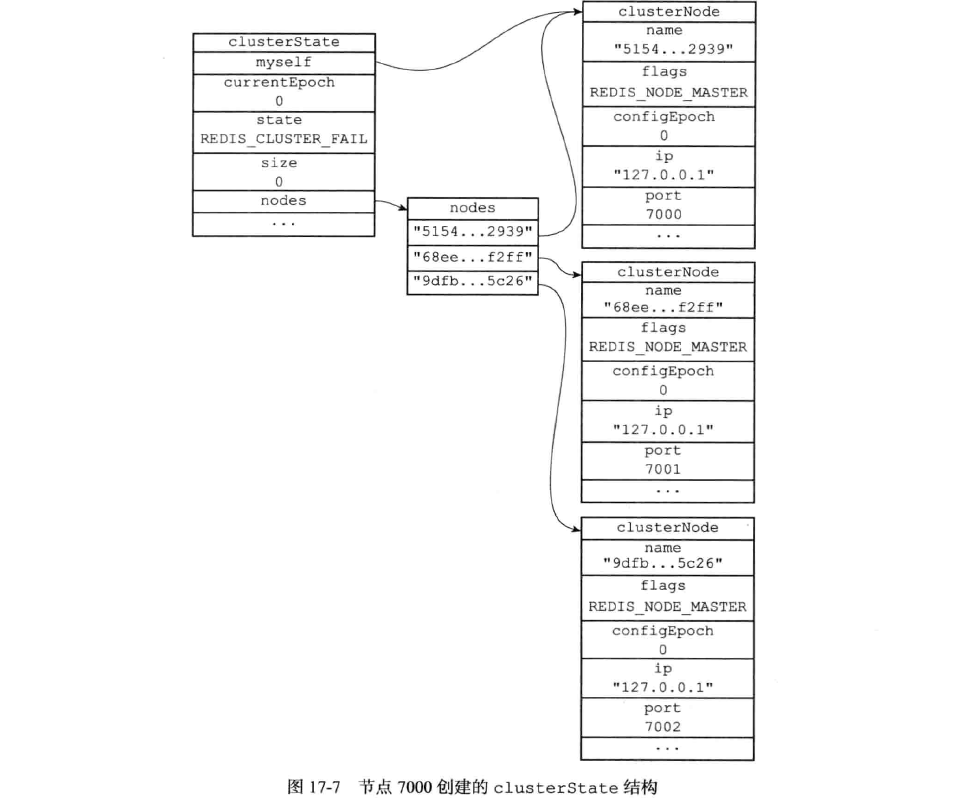 clusterState
myself
currentEpoch
0
state
REDIS_CLUSTER_FAIL
size
0
nodes
...
nodes
"5154...2939"
"68ee...f2ff"
"9dfb...5c26"
clusterNode
name
"5154...2939"
flags
REDIS_NODE_MASTER
configEpoch
0
ip
"127.0.0.1"
port
7000
...
clusterNode
name
"68ee...f2ff"
flags
REDIS_NODE_MASTER
configEpoch
0
ip
"127.0.0.1"
port
7001
...
clusterNode
name
"9dfb...5c26"
flags
REDIS_NODE_MASTER
configEpoch
0
ip
"127.0.0.1"
port
7002
...
图 17-7 节点 7000 创建的 clusterState 结构